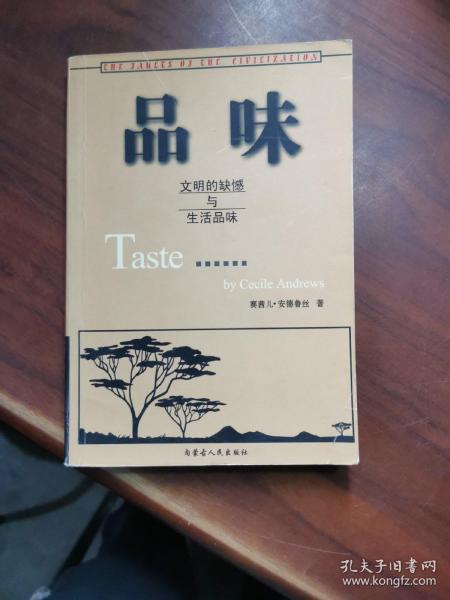 THE FAULTS OF THE CIVILIZATION
品 味
文明的缺憾
与
生活品味
Taste ......
by Cecile Andrews
赛茜儿·安德鲁丝 著
内蒙古人民出版社
孔夫子旧书网
www.kongfz.com